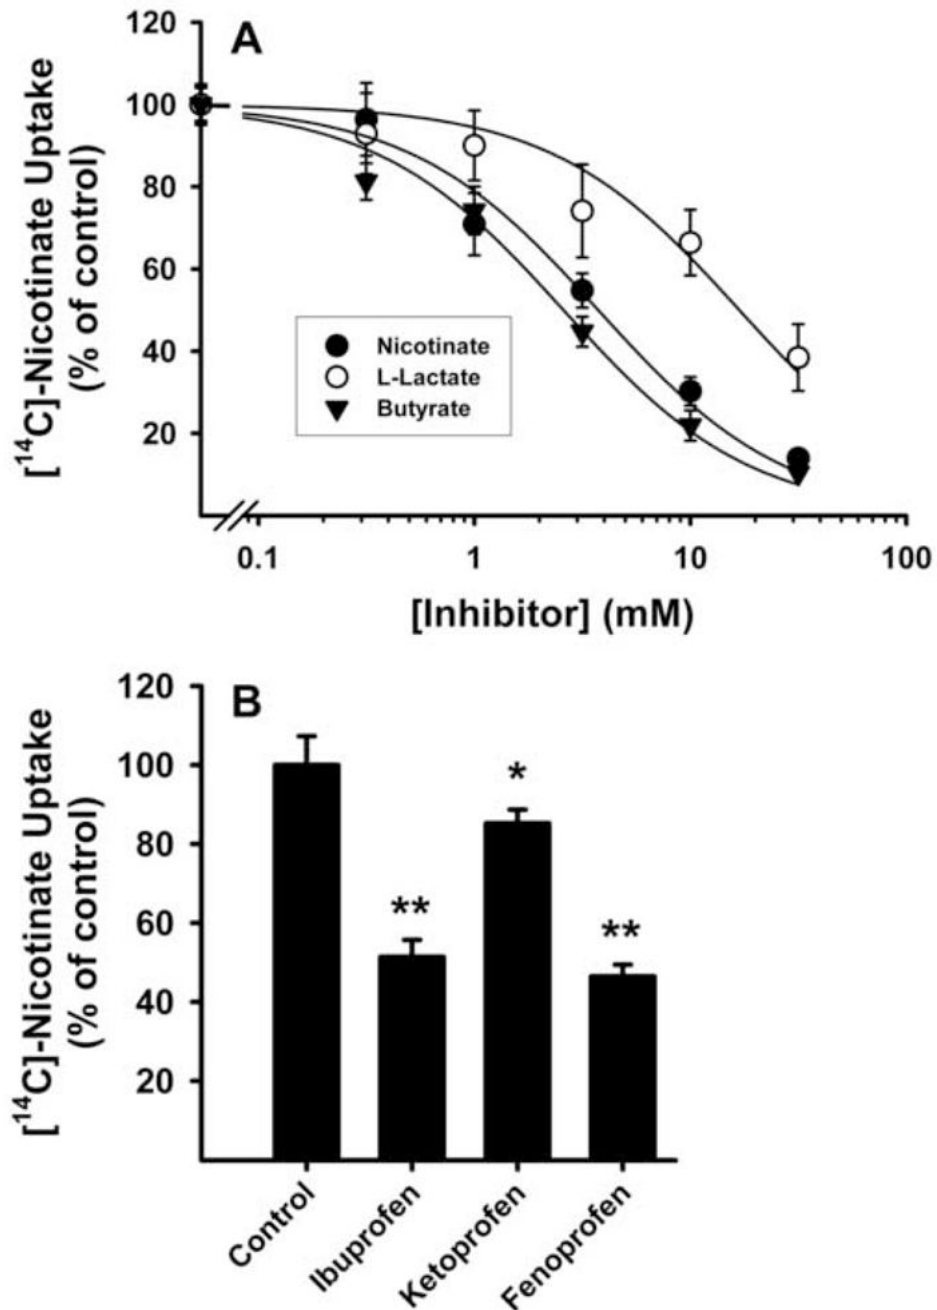 A
[¹⁴C]-Nicotinate Uptake
(% of control)
120
100
80
60
40
20
Nicotinate
L-Lactate
Butyrate
0.1 1 10 100
[Inhibitor] (mM)
B
[¹⁴C]-Nicotinate Uptake
(% of control)
120
100
80
60
40
20
** * **
Control
Ibuprofen
Ketoprofen
Fenoprofen